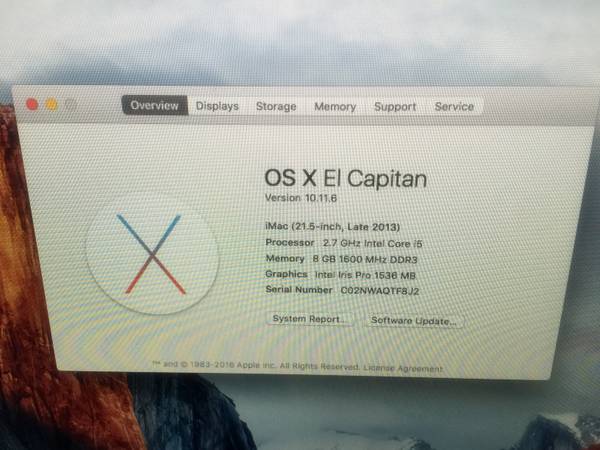 Overview Displays Storage Memory Support Service
OS X El Capitan
Version 10.11.6
iMac (21.5-inch, Late 2013)
Processor 2.7 GHz Intel Core i5
Memory 8 GB 1600 MHz DDR3
Graphics Intel Iris Pro 1536 MB
Serial Number C02NWAQTF8J2
System Report... Software Update...
™ and © 1983-2016 Apple Inc. All Rights Reserved. License Agreement